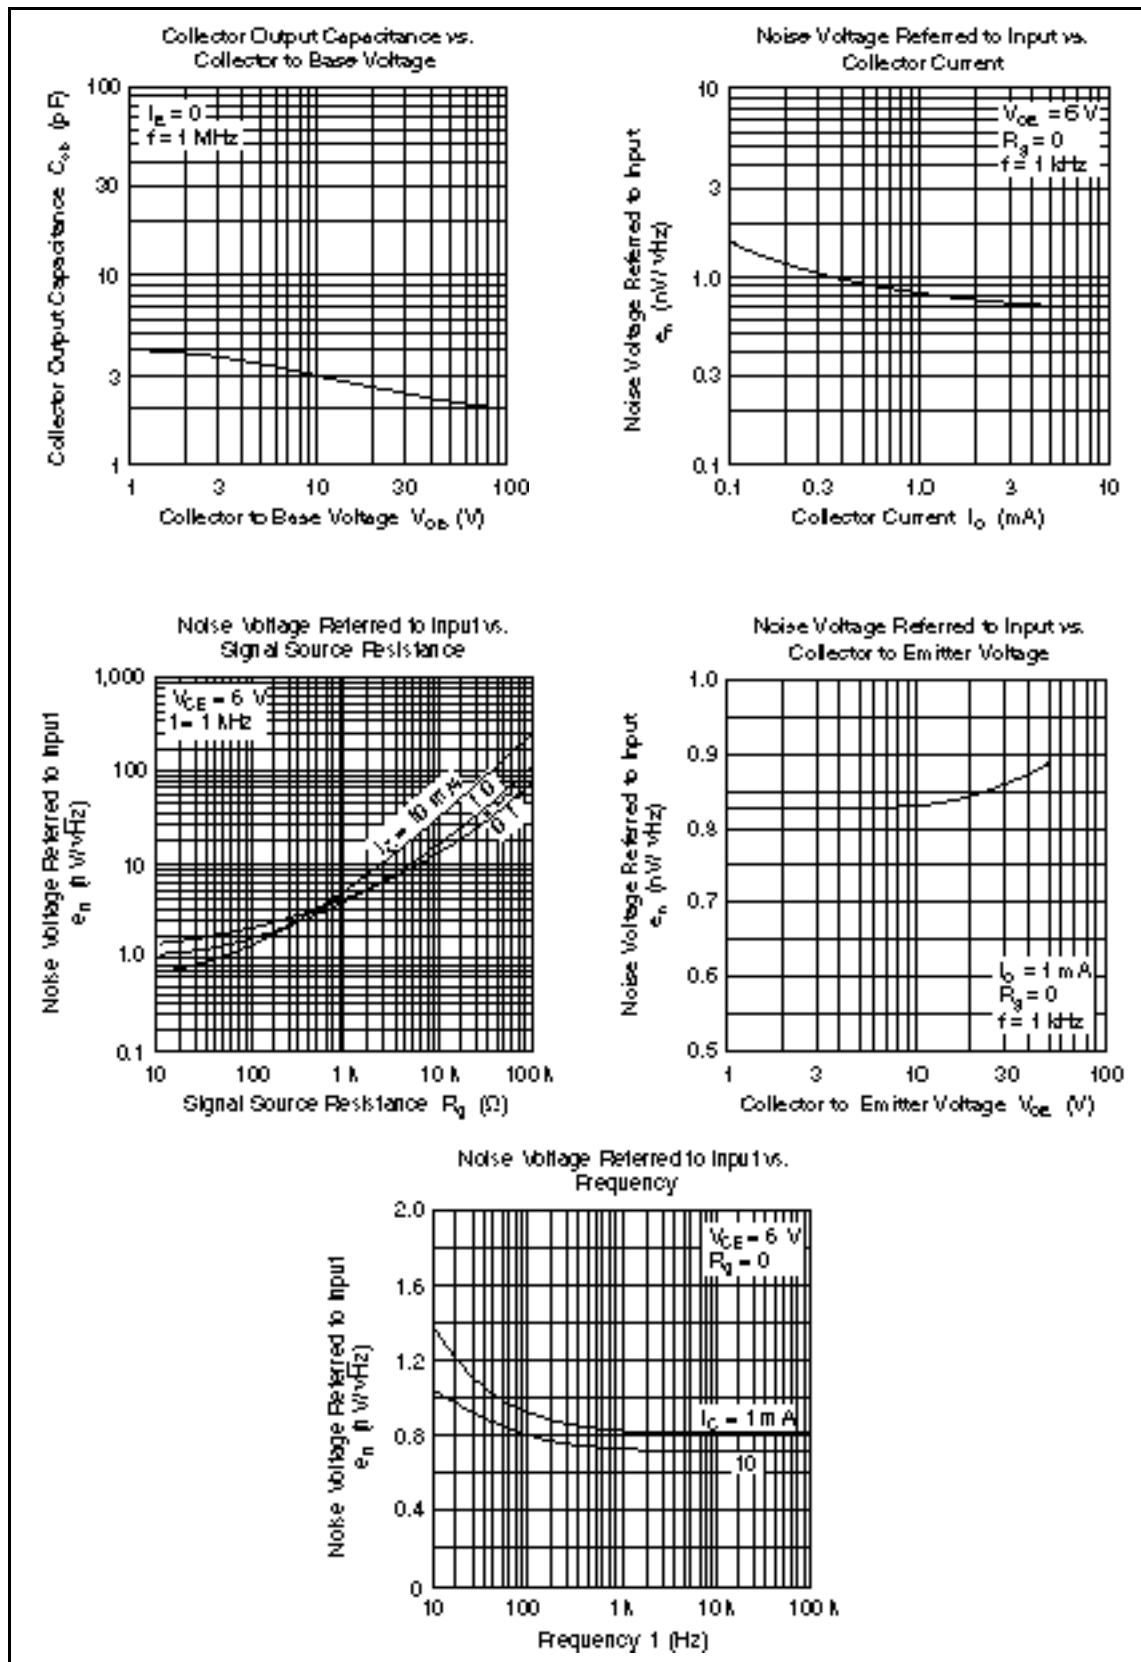 Collector Output Capacitance vs.
Collector to Base Voltage
Collector Output Capacitance Cob (pF)
100
30
10
3
1
IE = 0
f = 1 MHz
1 3 10 30 100
Collector to Base Voltage VCB (V)
Noise Voltage Referred to Input vs.
Collector Current
Noise Voltage Referred to Input
en (nV/√Hz)
10
3
1.0
0.3
0.1
VCE = 6 V
Rg = 0
f = 1 kHz
0.1 0.3 1.0 3 10
Collector Current IC (mA)
Noise Voltage Referred to Input vs.
Signal Source Resistance
Noise Voltage Referred to Input
en (nV/√Hz)
1,000
100
10
1.0
0.1
VCE = 6 V
f = 1 kHz
IC = 10 mA
1.0
0.1
10 100 1 k 10 k 100 k
Signal Source Resistance Rg (Ω)
Noise Voltage Referred to Input vs.
Collector to Emitter Voltage
Noise Voltage Referred to Input
en (nV/√Hz)
1.0
0.9
0.8
0.7
0.6
0.5
IC = 1 mA
Rg = 0
f = 1 kHz
1 3 10 30 100
Collector to Emitter Voltage VCE (V)
Noise Voltage Referred to Input vs.
Frequency
Noise Voltage Referred to Input
en (nV/√Hz)
2.0
1.6
1.2
0.8
0.4
0
VCE = 6 V
Rg = 0
IC = 1 mA
10
10 100 1 k 10 k 100 k
Frequency f (Hz)